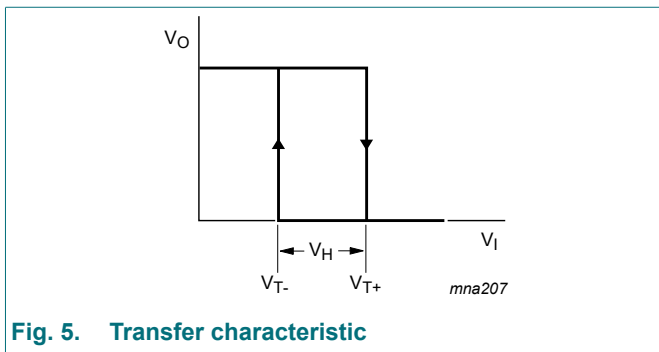 VO
VI
VH
VT-
VT+
mna207
Fig. 5. Transfer characteristic